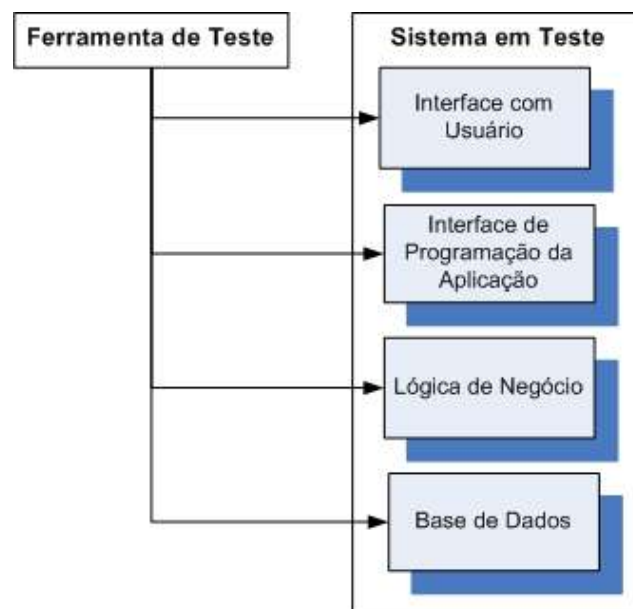 Ferramenta de Teste
Sistema em Teste
Interface com
Usuário
Interface de
Programação da
Aplicação
Lógica de Negócio
Base de Dados